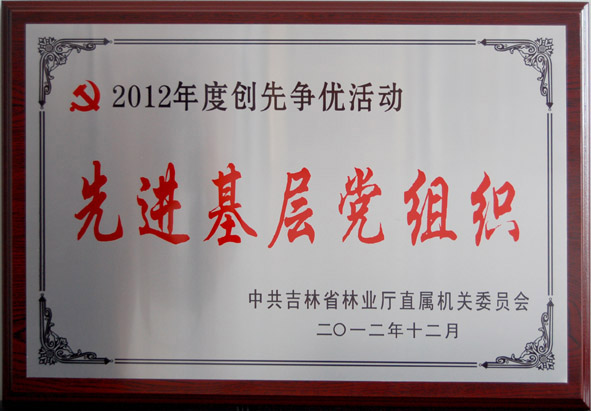 2012年度创先争优活动
先进基层党组织
中共吉林省林业厅直属机关委员会
二〇一二年十二月